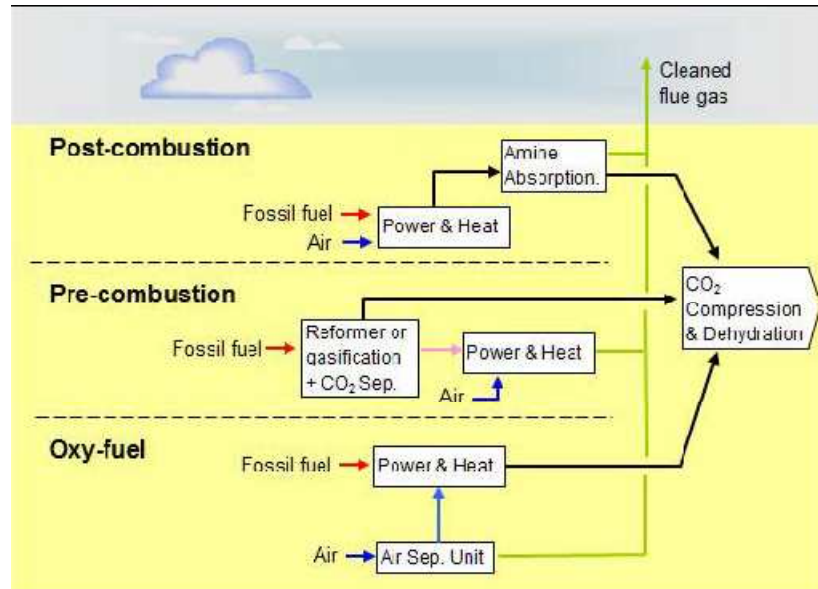 Cleaned
flue gas
Post-combustion
Amine
Absorption.
Fossil fuel
Air
Power & Heat
CO2
Compression
& Dehydration
Pre-combustion
Reformer or
gasification
+ CO2 Sep.
Fossil fuel
Power & Heat
Air
Oxy-fuel
Fossil fuel
Power & Heat
Air
Air Sep. Unit